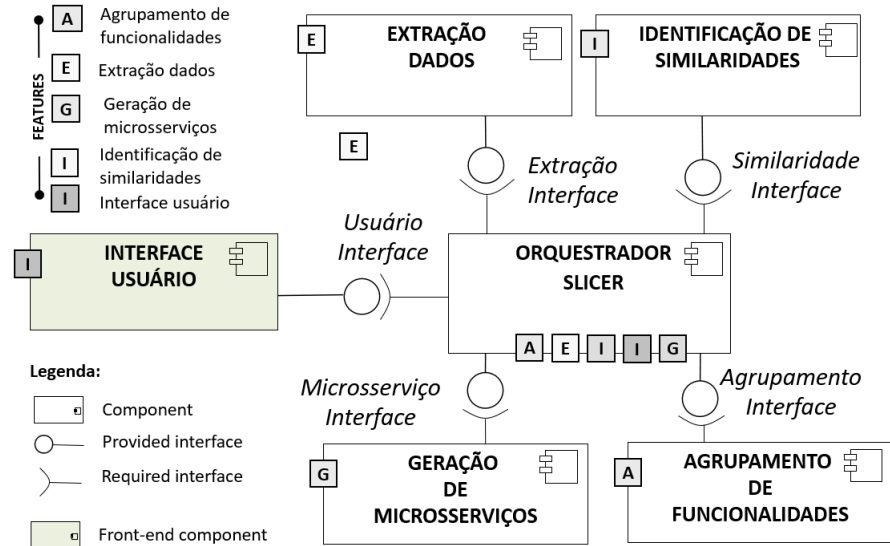 FEATURES
A
Agrupamento de
funcionalidades
E
Extração dados
G
Geração de
microsserviços
I
Identificação de
similaridades
I
Interface usuário
E
EXTRAÇÃO
DADOS
I
IDENTIFICAÇÃO DE
SIMILARIDADES
E
Extração
Interface
Similaridade
Interface
Usuário
Interface
I
INTERFACE
USUÁRIO
ORQUESTRADOR
SLICER
A E I I G
Legenda:
Component
Provided interface
Required interface
Front-end component
Microsserviço
Interface
Agrupamento
Interface
G
GERAÇÃO
DE
MICROSSERVIÇOS
A
AGRUPAMENTO
DE
FUNCIONALIDADES